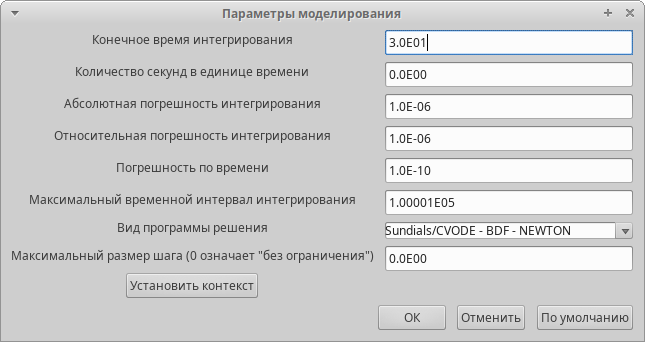 Параметры моделирования
Конечное время интегрирования 3.0E01
Количество секунд в единице времени 0.0E00
Абсолютная погрешность интегрирования 1.0E-06
Относительная погрешность интегрирования 1.0E-06
Погрешность по времени 1.0E-10
Максимальный временной интервал интегрирования 1.00001E05
Вид программы решения Sundials/CVODE - BDF - NEWTON
Максимальный размер шага (0 означает "без ограничения") 0.0E00
Установить контекст
ОК Отменить По умолчанию